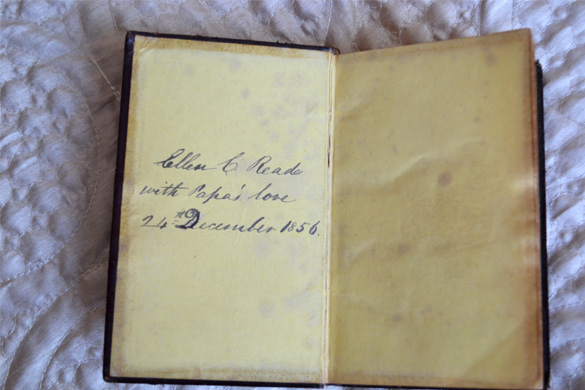 Ellen C Reade
with Papa's love
24th December 1856.